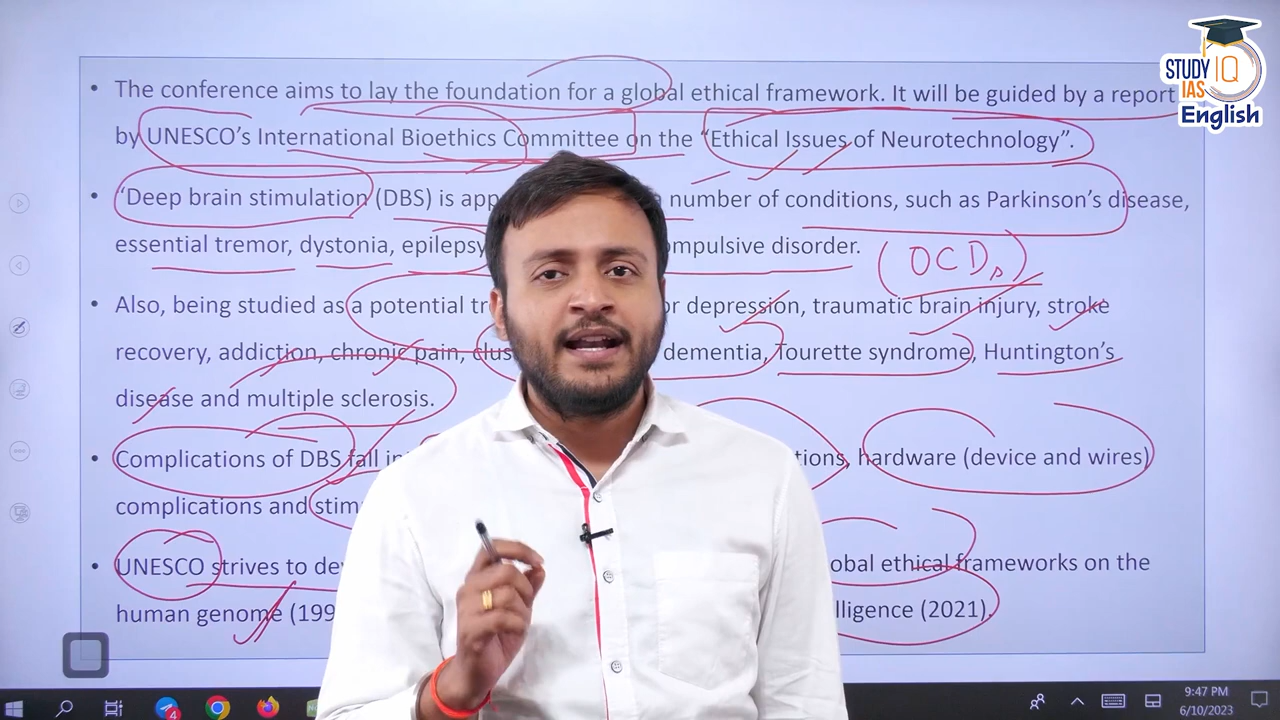 STUDY IQ
IAS
English
• The conference aims to lay the foundation for a global ethical framework. It will be guided by a report
by UNESCO's International Bioethics Committee on the “Ethical Issues of Neurotechnology”.
• ‘Deep brain stimulation (DBS) is app number of conditions, such as Parkinson's disease,
essential tremor, dystonia, epilepsy ompulsive disorder.
(OCD)
• Also, being studied as a potential tr or depression, traumatic brain injury, stroke
recovery, addiction, chronic pain, clus dementia, Tourette syndrome, Huntington's
disease and multiple sclerosis.
• Complications of DBS fall in tions, hardware (device and wires)
complications and stim
• UNESCO strives to dev obal ethical frameworks on the
human genome (199 lligence (2021).
9:47 PM
6/10/2023
4